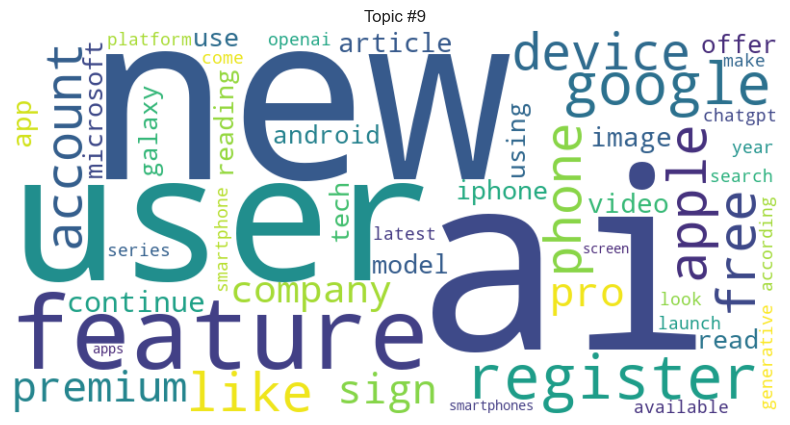 Topic #9
platform
use
openai
article
device
offer
new
come
google
make
account
microsoft
app
galaxy
reading
android
using
image
chatgpt
year
search
user
smartphone
tech
iphone
phone
video
apple
free
according
series
latest
model
ai
screen
continue
company
pro
look
launch
read
feature
apps
generative
premium
like
sign
register
smartphones
available